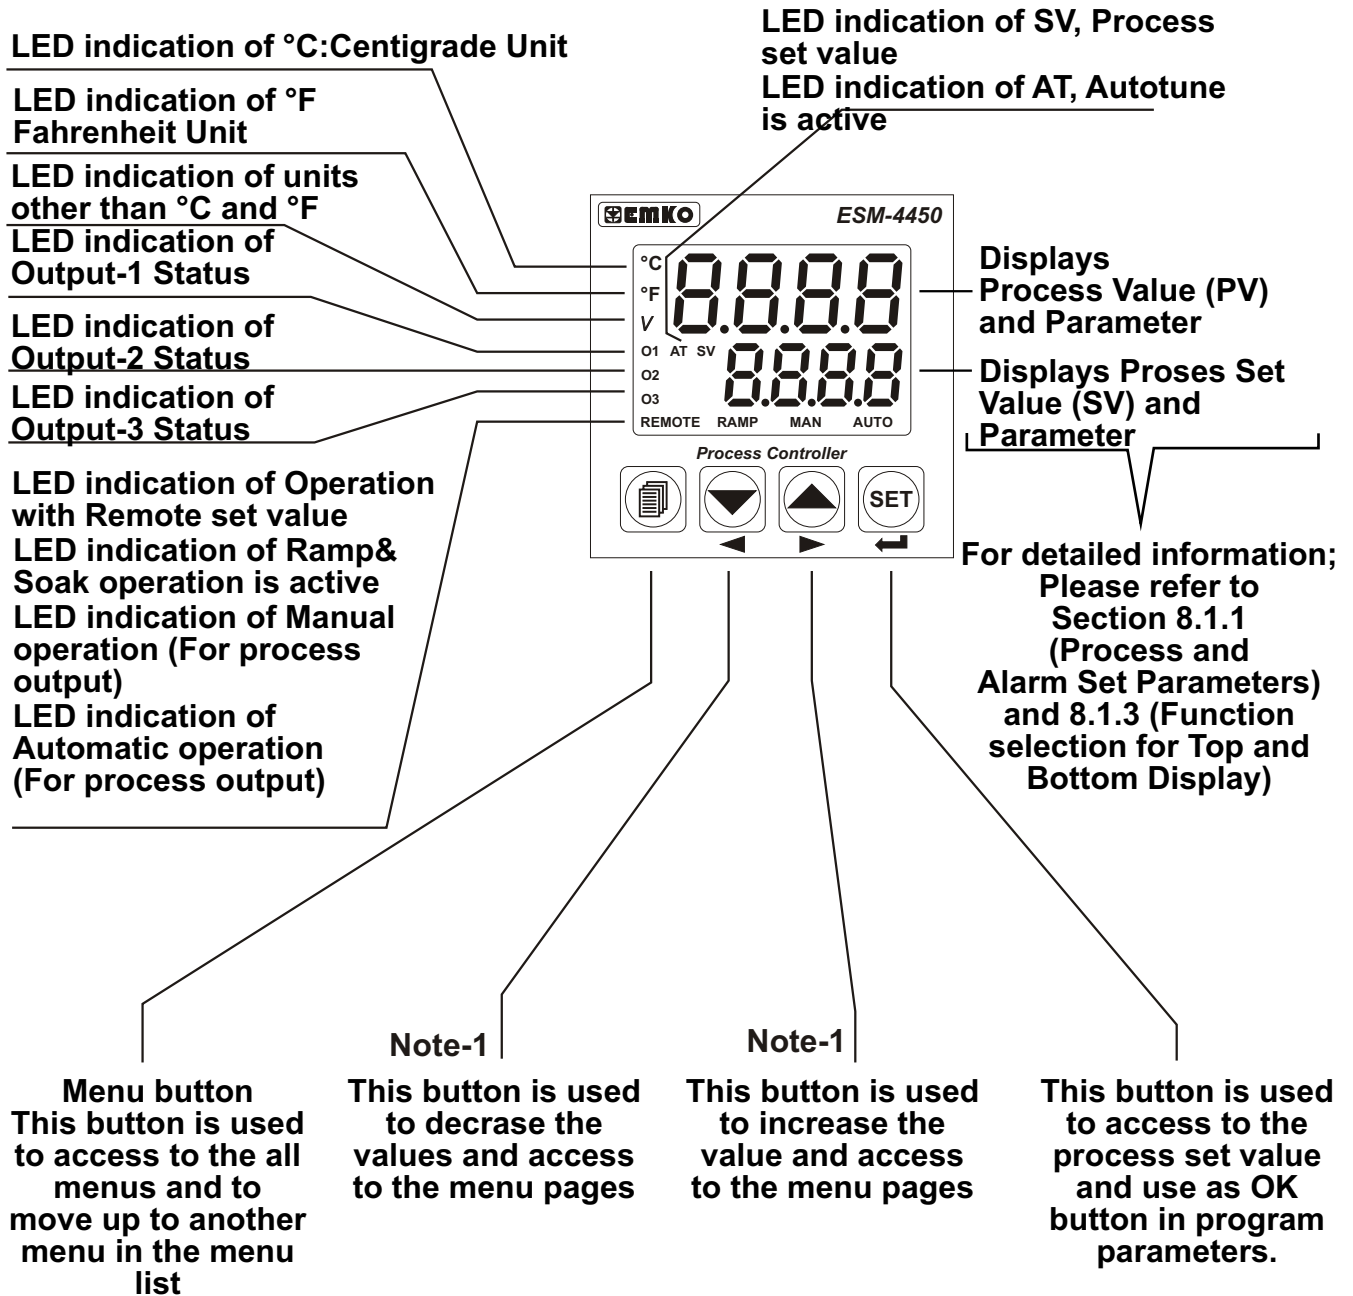 LED indication of °C:Centigrade Unit
LED indication of °F
Fahrenheit Unit
LED indication of units
other than °C and °F
LED indication of
Output-1 Status
LED indication of
Output-2 Status
LED indication of
Output-3 Status
LED indication of Operation
with Remote set value
LED indication of Ramp&
Soak operation is active
LED indication of Manual
operation (For process
output)
LED indication of
Automatic operation
(For process output)
LED indication of SV, Process
set value
LED indication of AT, Autotune
is active
EMKO
ESM-4450
°C
°F
V
8.8.8.8
O1 AT SV
O2
O3
8.8.8.8
REMOTE RAMP MAN AUTO
Process Controller
SET
Displays
Process Value (PV)
and Parameter
Displays Proses Set
Value (SV) and
Parameter
For detailed information;
Please refer to
Section 8.1.1
(Process and
Alarm Set Parameters)
and 8.1.3 (Function
selection for Top and
Bottom Display)
Menu button
This button is used
to access to the all
menus and to
move up to another
menu in the menu
list
Note-1
This button is used
to decrase the
values and access
to the menu pages
Note-1
This button is used
to increase the
value and access
to the menu pages
This button is used
to access to the
process set value
and use as OK
button in program
parameters.